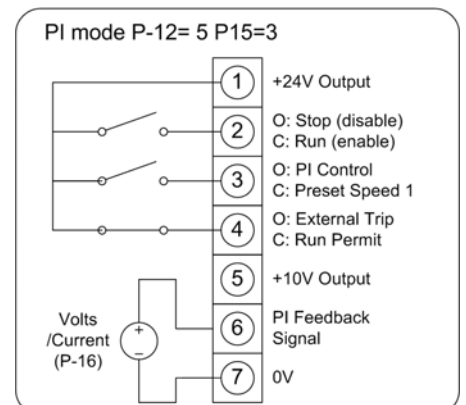 PI mode P-12= 5 P15=3
1 +24V Output
2 O: Stop (disable)
C: Run (enable)
3 O: PI Control
C: Preset Speed 1
4 O: External Trip
C: Run Permit
5 +10V Output
Volts
/Current
(P-16)
+
−
6 PI Feedback
Signal
7 0V